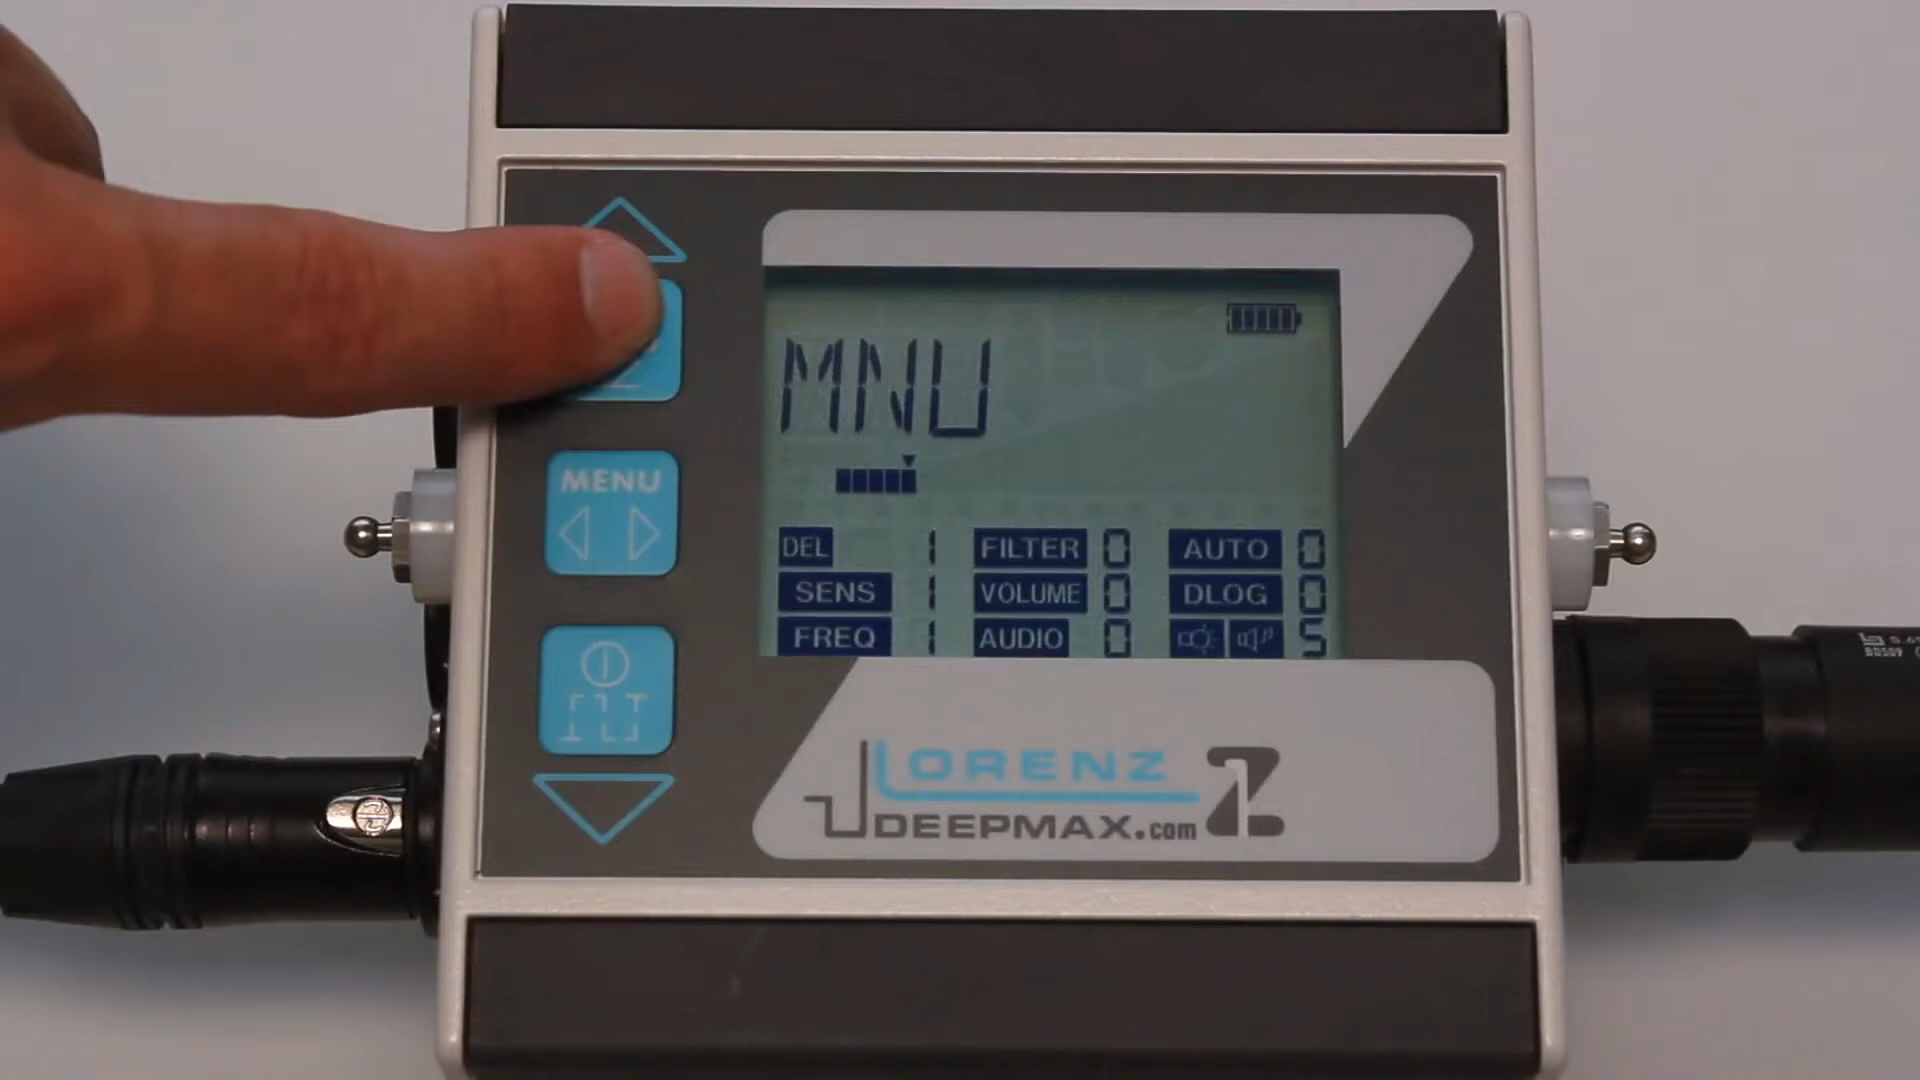 MNU
MENU
DEL 1 FILTER 0 AUTO 0
SENS 1 VOLUME 0 DLOG 0
FREQ 1 AUDIO 0 5
LORENZ
DEEPMAX.com Z1